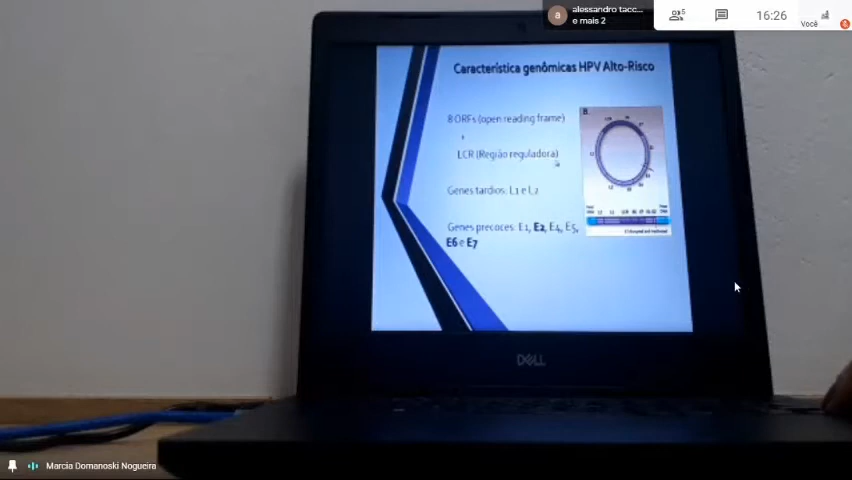 alessandro tacc...
e mais 2
5
16:26
Você
Característica genômicas HPV Alto-Risco
8 ORFs (open reading frame)
+
LCR (Região reguladora)
Genes tardios: L1 e L2
Genes precoces: E1, E2, E4, E5,
E6 e E7
B
DELL
Marcia Domanoski Nogueira